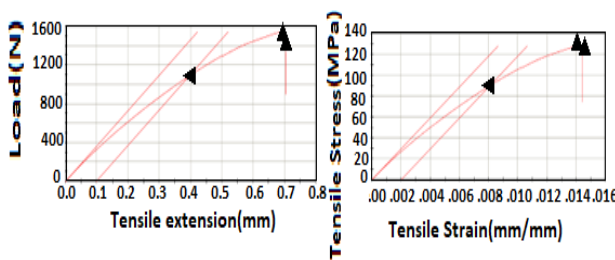 Load(N)
1600
1200
800
400
0
0.0 0.1 0.2 0.3 0.4 0.5 0.6 0.7 0.8
Tensile extension(mm)
Tensile Stress(MPa)
140
120
100
80
60
40
20
0
.00 .002 .004 .006 .008 .010 .012 .014 .016
Tensile Strain(mm/mm)